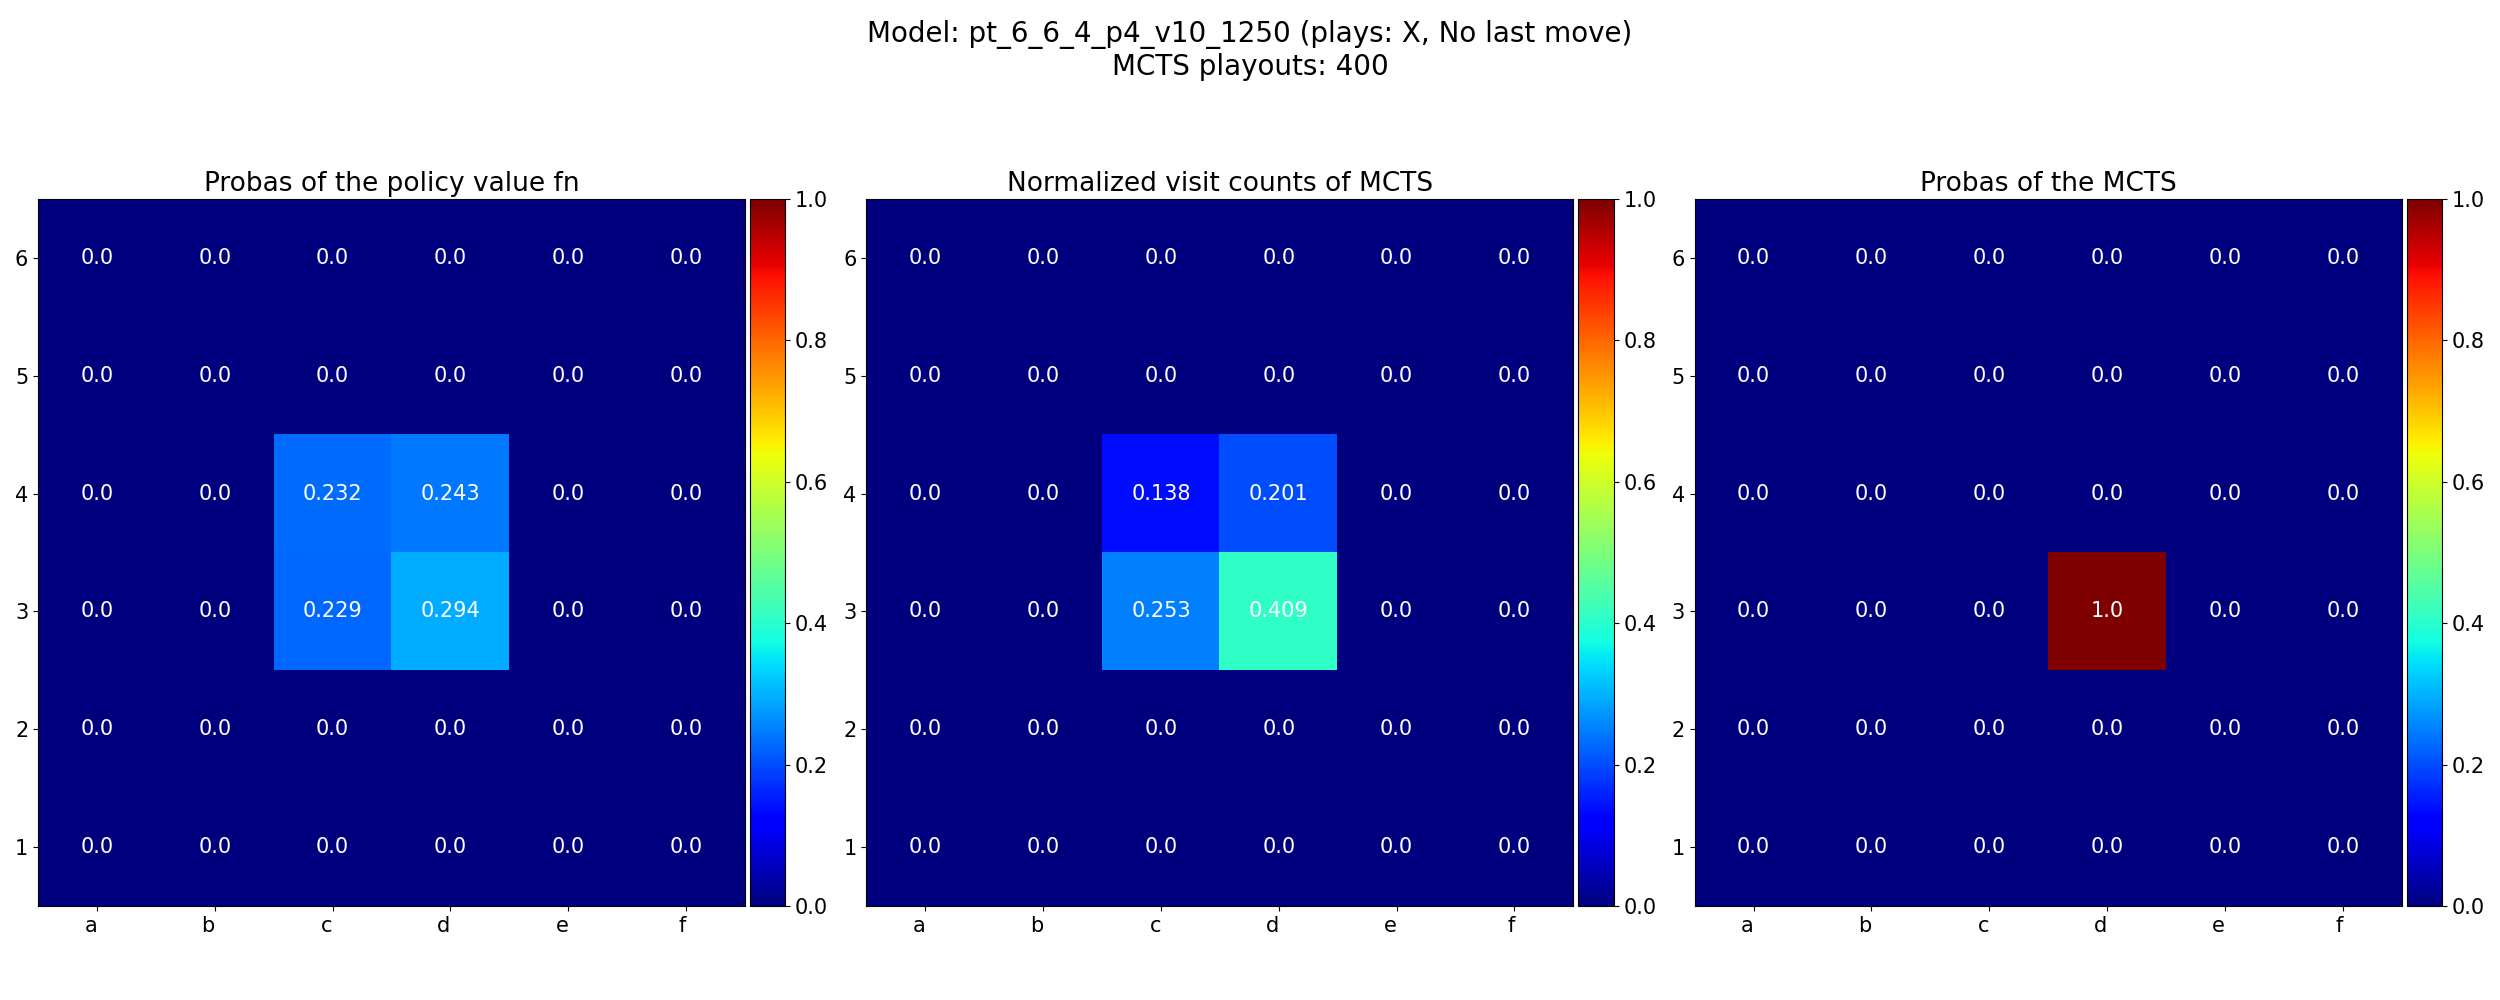 Model: pt_6_6_4_p4_v10_1250 (plays: X, No last move)
MCTS playouts: 400
Probas of the policy value fn
6 0.0 0.0 0.0 0.0 0.0 0.0
5 0.0 0.0 0.0 0.0 0.0 0.0
4 0.0 0.0 0.232 0.243 0.0 0.0
3 0.0 0.0 0.229 0.294 0.0 0.0
2 0.0 0.0 0.0 0.0 0.0 0.0
1 0.0 0.0 0.0 0.0 0.0 0.0
a b c d e f
1.0
0.8
0.6
0.4
0.2
0.0
Normalized visit counts of MCTS
6 0.0 0.0 0.0 0.0 0.0 0.0
5 0.0 0.0 0.0 0.0 0.0 0.0
4 0.0 0.0 0.138 0.201 0.0 0.0
3 0.0 0.0 0.253 0.409 0.0 0.0
2 0.0 0.0 0.0 0.0 0.0 0.0
1 0.0 0.0 0.0 0.0 0.0 0.0
a b c d e f
1.0
0.8
0.6
0.4
0.2
0.0
Probas of the MCTS
6 0.0 0.0 0.0 0.0 0.0 0.0
5 0.0 0.0 0.0 0.0 0.0 0.0
4 0.0 0.0 0.0 0.0 0.0 0.0
3 0.0 0.0 0.0 1.0 0.0 0.0
2 0.0 0.0 0.0 0.0 0.0 0.0
1 0.0 0.0 0.0 0.0 0.0 0.0
a b c d e f
1.0
0.8
0.6
0.4
0.2
0.0